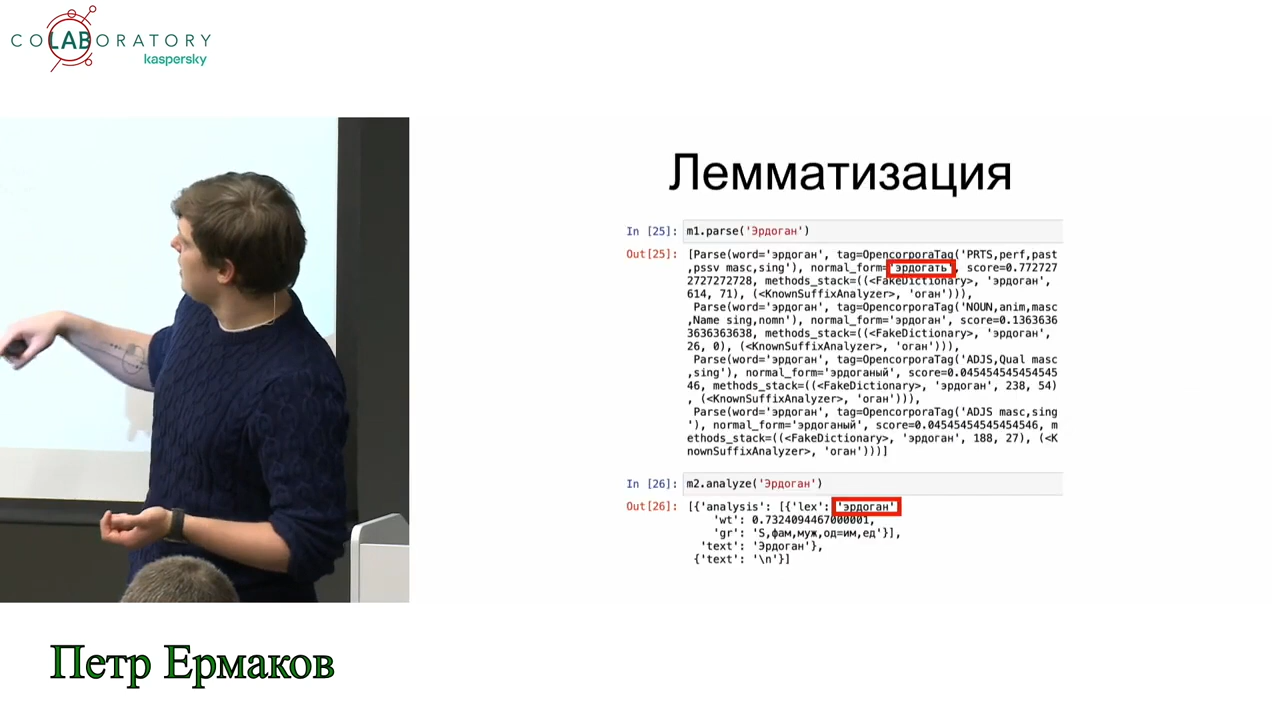 COLABORATORY
kaspersky
Лемматизация
In [25]: m1.parse('Эрдоган')
Out[25]: [Parse(word='эрдоган', tag=OpencorporaTag('PRTS,perf,past
,pssv masc,sing'), normal_form='эрдогать', score=0.772727
2727272728, methods_stack=((<FakeDictionary>, 'эрдоган',
614, 71), (<KnownSuffixAnalyzer>, 'оган'))),
Parse(word='эрдоган', tag=OpencorporaTag('NOUN,anim,masc
,Name sing,nomn'), normal_form='эрдоган', score=0.1363636
3636363638, methods_stack=((<FakeDictionary>, 'эрдоган',
26, 0), (<KnownSuffixAnalyzer>, 'оган'))),
Parse(word='эрдоган', tag=OpencorporaTag('ADJS,Qual masc
,sing'), normal_form='эрдоганый', score=0.045454545454545
46, methods_stack=((<FakeDictionary>, 'эрдоган', 238, 54)
, (<KnownSuffixAnalyzer>, 'оган'))),
Parse(word='эрдоган', tag=OpencorporaTag('ADJS masc,sing
'), normal_form='эрдоганый', score=0.04545454545454546, m
ethods_stack=((<FakeDictionary>, 'эрдоган', 188, 27), (<K
nownSuffixAnalyzer>, 'оган')))]
In [26]: m2.analyze('Эрдоган')
Out[26]: [{'analysis': [{'lex': 'эрдоган'
'wt': 0.7324094467000001,
'gr': 'S,фам,муж,од=им,ед'}],
'text': 'Эрдоган'},
{'text': '\n'}]
Петр Ермаков